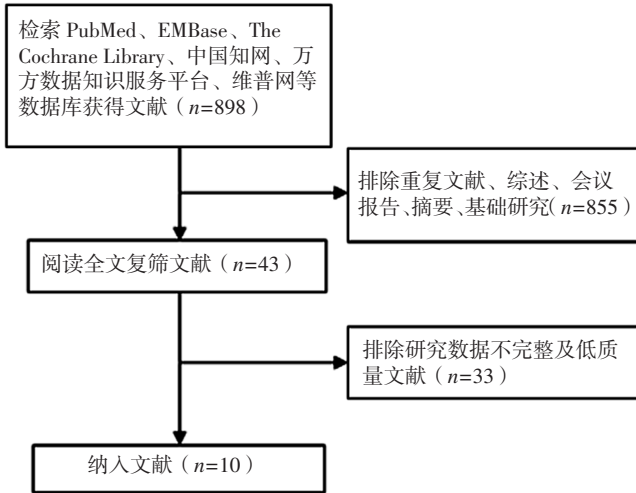 检索 PubMed、EMBase、The
Cochrane Library、中国知网、万
方数据知识服务平台、维普网等
数据库获得文献（n=898）
排除重复文献、综述、会议
报告、摘要、基础研究（n=855）
阅读全文复筛文献（n=43）
排除研究数据不完整及低质
量文献（n=33）
纳入文献（n=10）